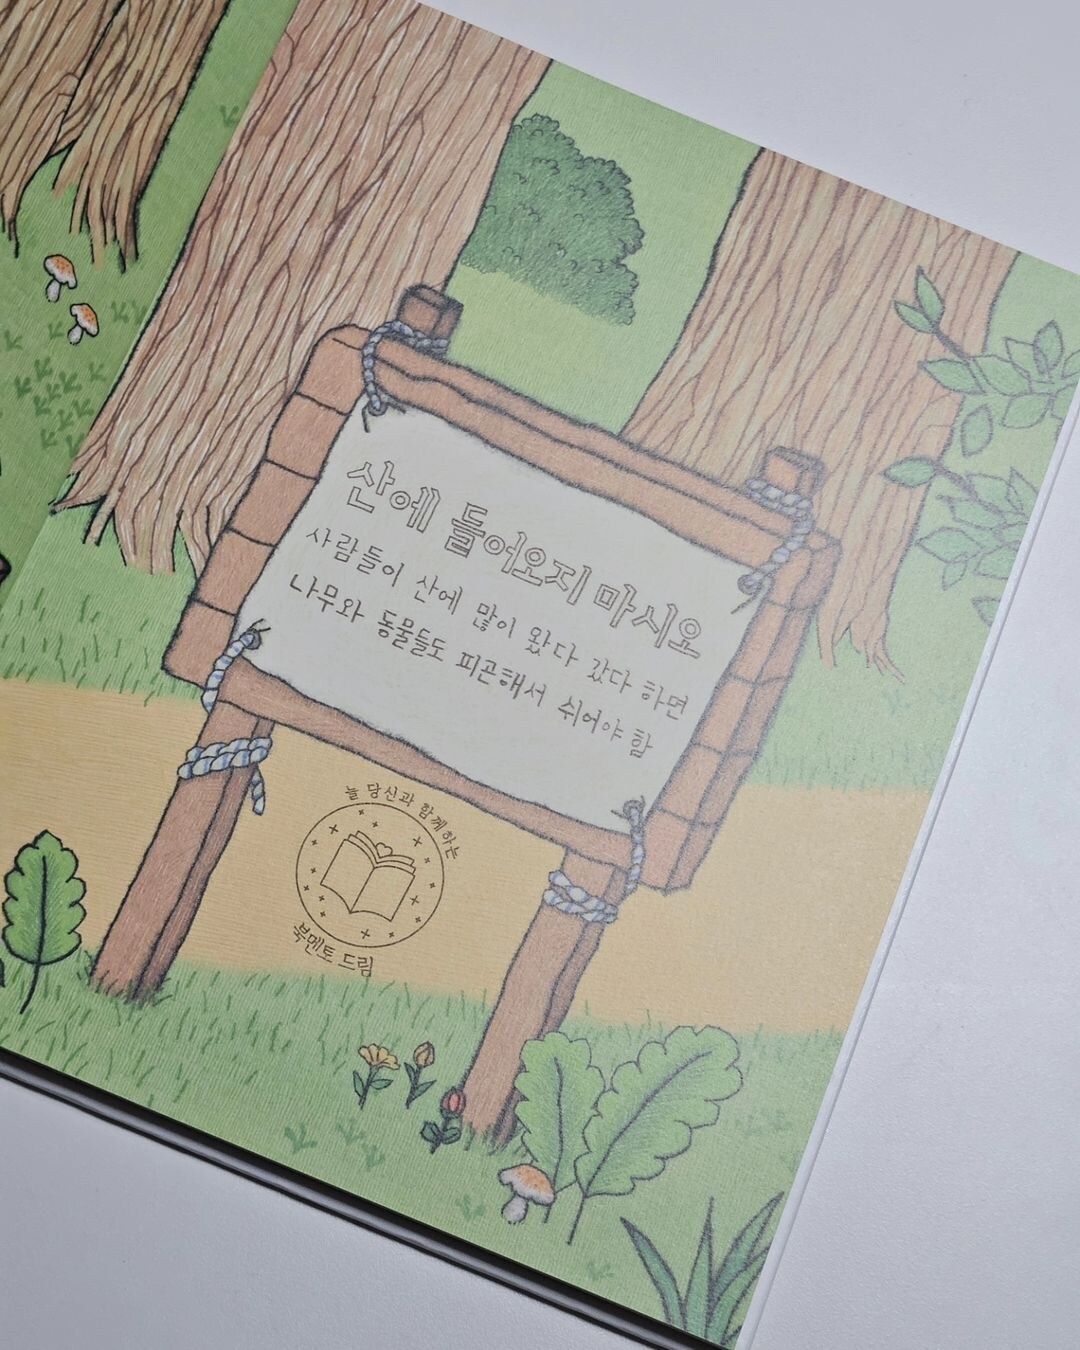 산에 들어오지 마시오
사람들이 산에 많이 왔다 갔다 하면
나무와 동물들도 피곤해서 쉬어야 함
늘 당신과 함께 하는
북멘토 드림